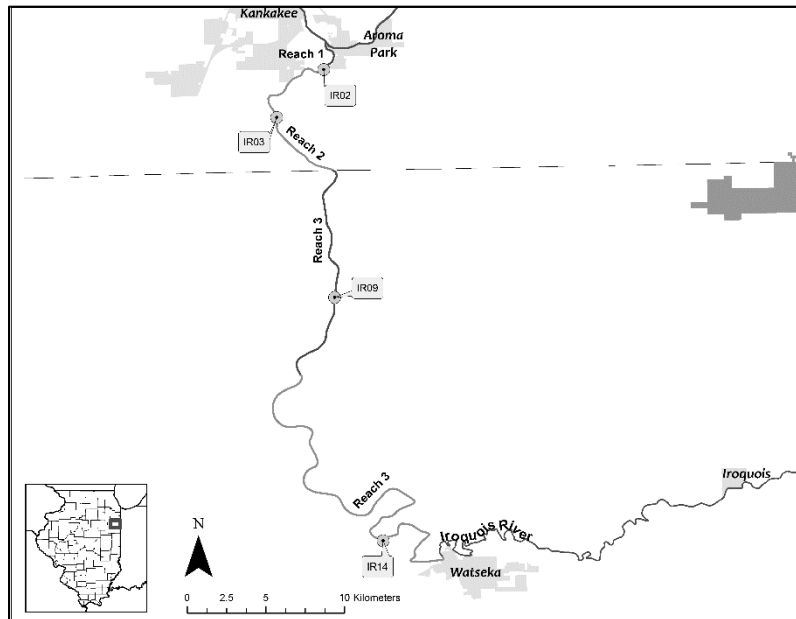 Kankakee
Aroma
Park
Reach 1
IR02
IR03
Reach 2
Reach 3
IR09
Reach 3
Iroquois
Iroquois River
IR14
Watseka
N
0 2.5 5 10 Kilometers